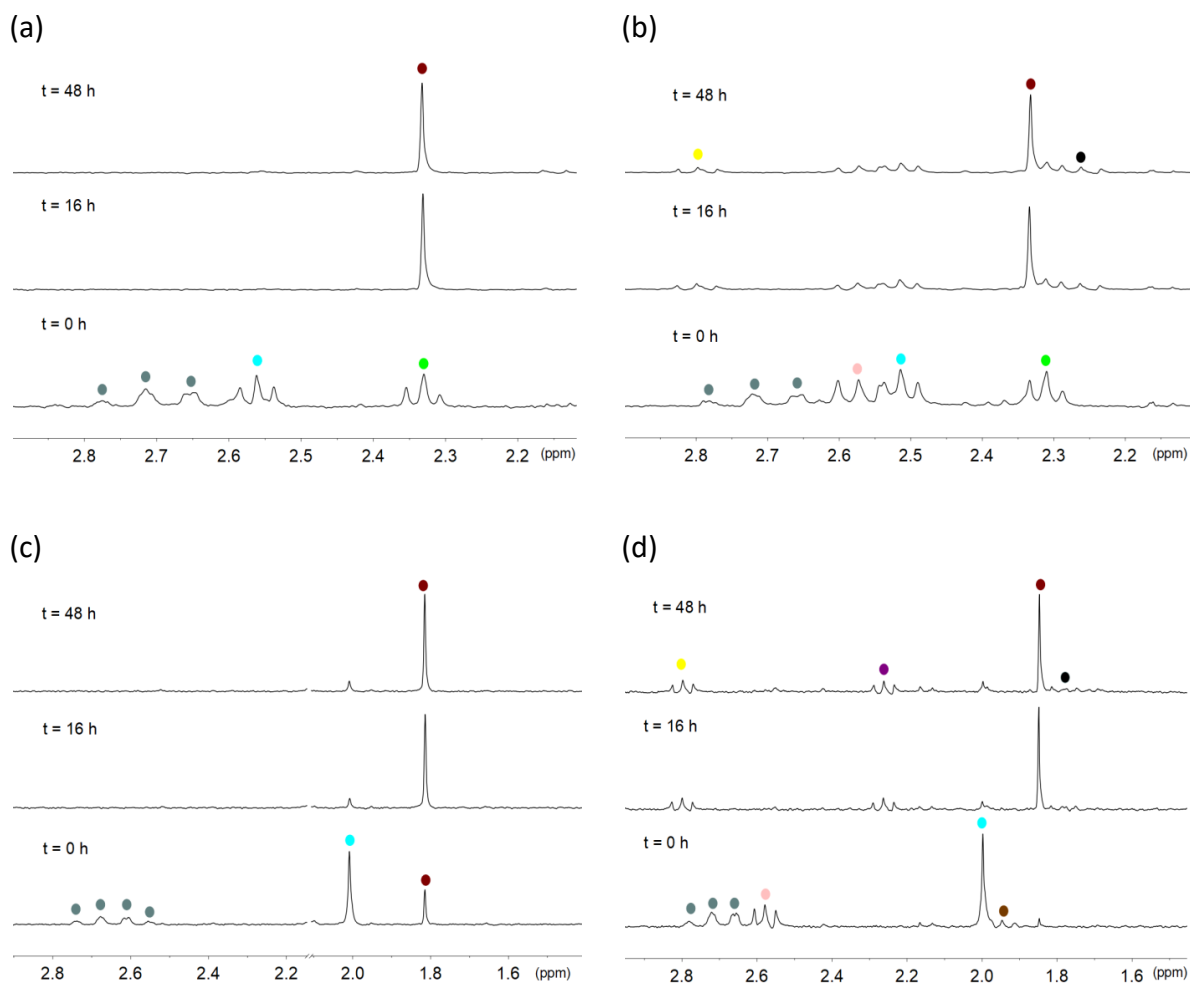 (a)
t = 48 h
t = 16 h
t = 0 h
2.8 2.7 2.6 2.5 2.4 2.3 2.2 (ppm)
(b)
t = 48 h
t = 16 h
t = 0 h
2.8 2.7 2.6 2.5 2.4 2.3 2.2 (ppm)
(c)
t = 48 h
t = 16 h
t = 0 h
2.8 2.6 2.4 2.2 2.0 1.8 1.6 (ppm)
(d)
t = 48 h
t = 16 h
t = 0 h
2.8 2.6 2.4 2.2 2.0 1.8 1.6 (ppm)